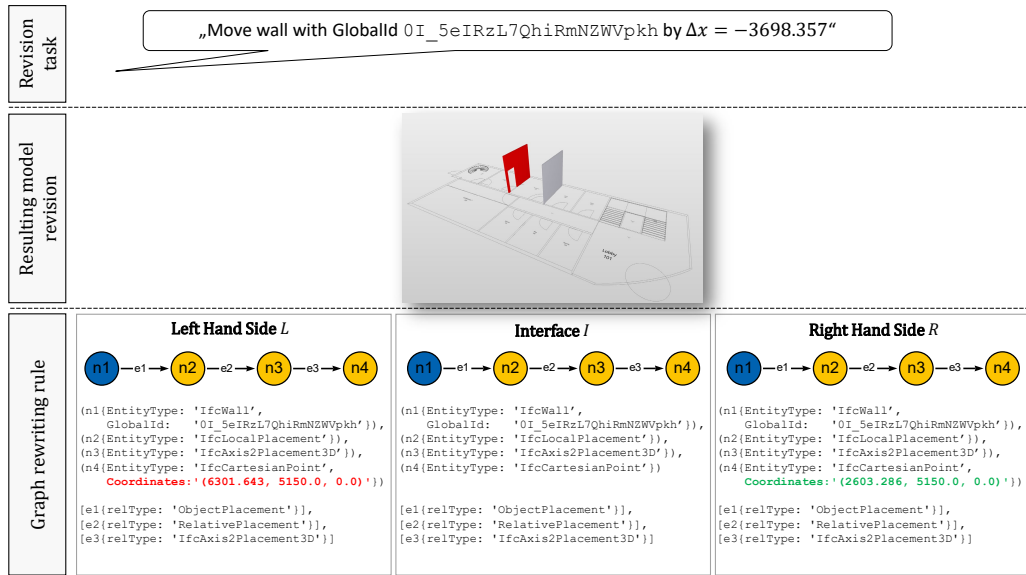 Revision task
„Move wall with GlobalId 0I_5eIRzL7QhiRmNZWVpkh by Δx = −3698.357“
Resulting model revision
Graph rewriting rule
Left Hand Side L
n1 e1 n2 e2 n3 e3 n4
(n1{EntityType: 'IfcWall',
GlobalId: '0I_5eIRzL7QhiRmNZWVpkh'}),
(n2{EntityType: 'IfcLocalPlacement'}),
(n3{EntityType: 'IfcAxis2Placement3D'}),
(n4{EntityType: 'IfcCartesianPoint',
Coordinates:'(6301.643, 5150.0, 0.0)'})
[e1{relType: 'ObjectPlacement'}],
[e2{relType: 'RelativePlacement'}],
[e3{relType: 'IfcAxis2Placement3D'}]
Interface I
n1 e1 n2 e2 n3 e3 n4
(n1{EntityType: 'IfcWall',
GlobalId: '0I_5eIRzL7QhiRmNZWVpkh'}),
(n2{EntityType: 'IfcLocalPlacement'}),
(n3{EntityType: 'IfcAxis2Placement3D'}),
(n4{EntityType: 'IfcCartesianPoint'})
[e1{relType: 'ObjectPlacement'}],
[e2{relType: 'RelativePlacement'}],
[e3{relType: 'IfcAxis2Placement3D'}]
Right Hand Side R
n1 e1 n2 e2 n3 e3 n4
(n1{EntityType: 'IfcWall',
GlobalId: '0I_5eIRzL7QhiRmNZWVpkh'}),
(n2{EntityType: 'IfcLocalPlacement'}),
(n3{EntityType: 'IfcAxis2Placement3D'}),
(n4{EntityType: 'IfcCartesianPoint',
Coordinates:'(2603.286, 5150.0, 0.0)'})
[e1{relType: 'ObjectPlacement'}],
[e2{relType: 'RelativePlacement'}],
[e3{relType: 'IfcAxis2Placement3D'}]